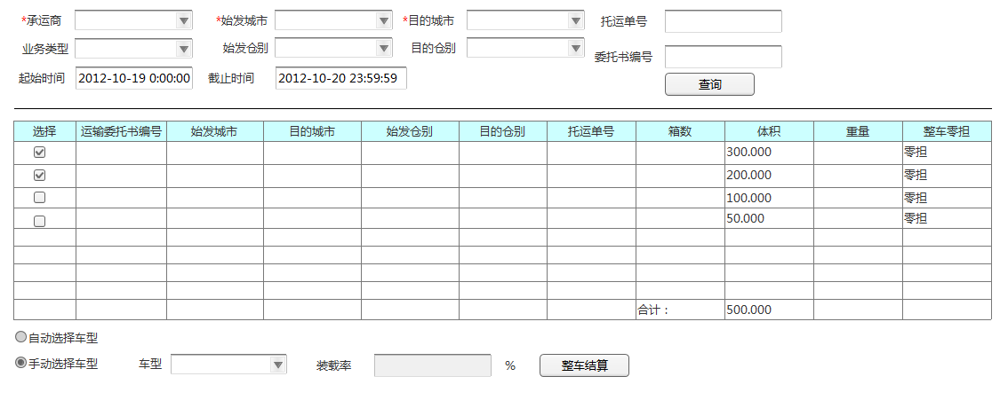 *承运商 *始发城市 *目的城市 托运单号
业务类型 始发仓别 目的仓别 委托书编号
起始时间 2012-10-19 0:00:00 截止时间 2012-10-20 23:59:59 查询
选择 运输委托书编号 始发城市 目的城市 始发仓别 目的仓别 托运单号 箱数 体积 重量 整车零担
300.000 零担
200.000 零担
100.000 零担
50.000 零担
合计： 500.000
自动选择车型
手动选择车型 车型 装载率 % 整车结算